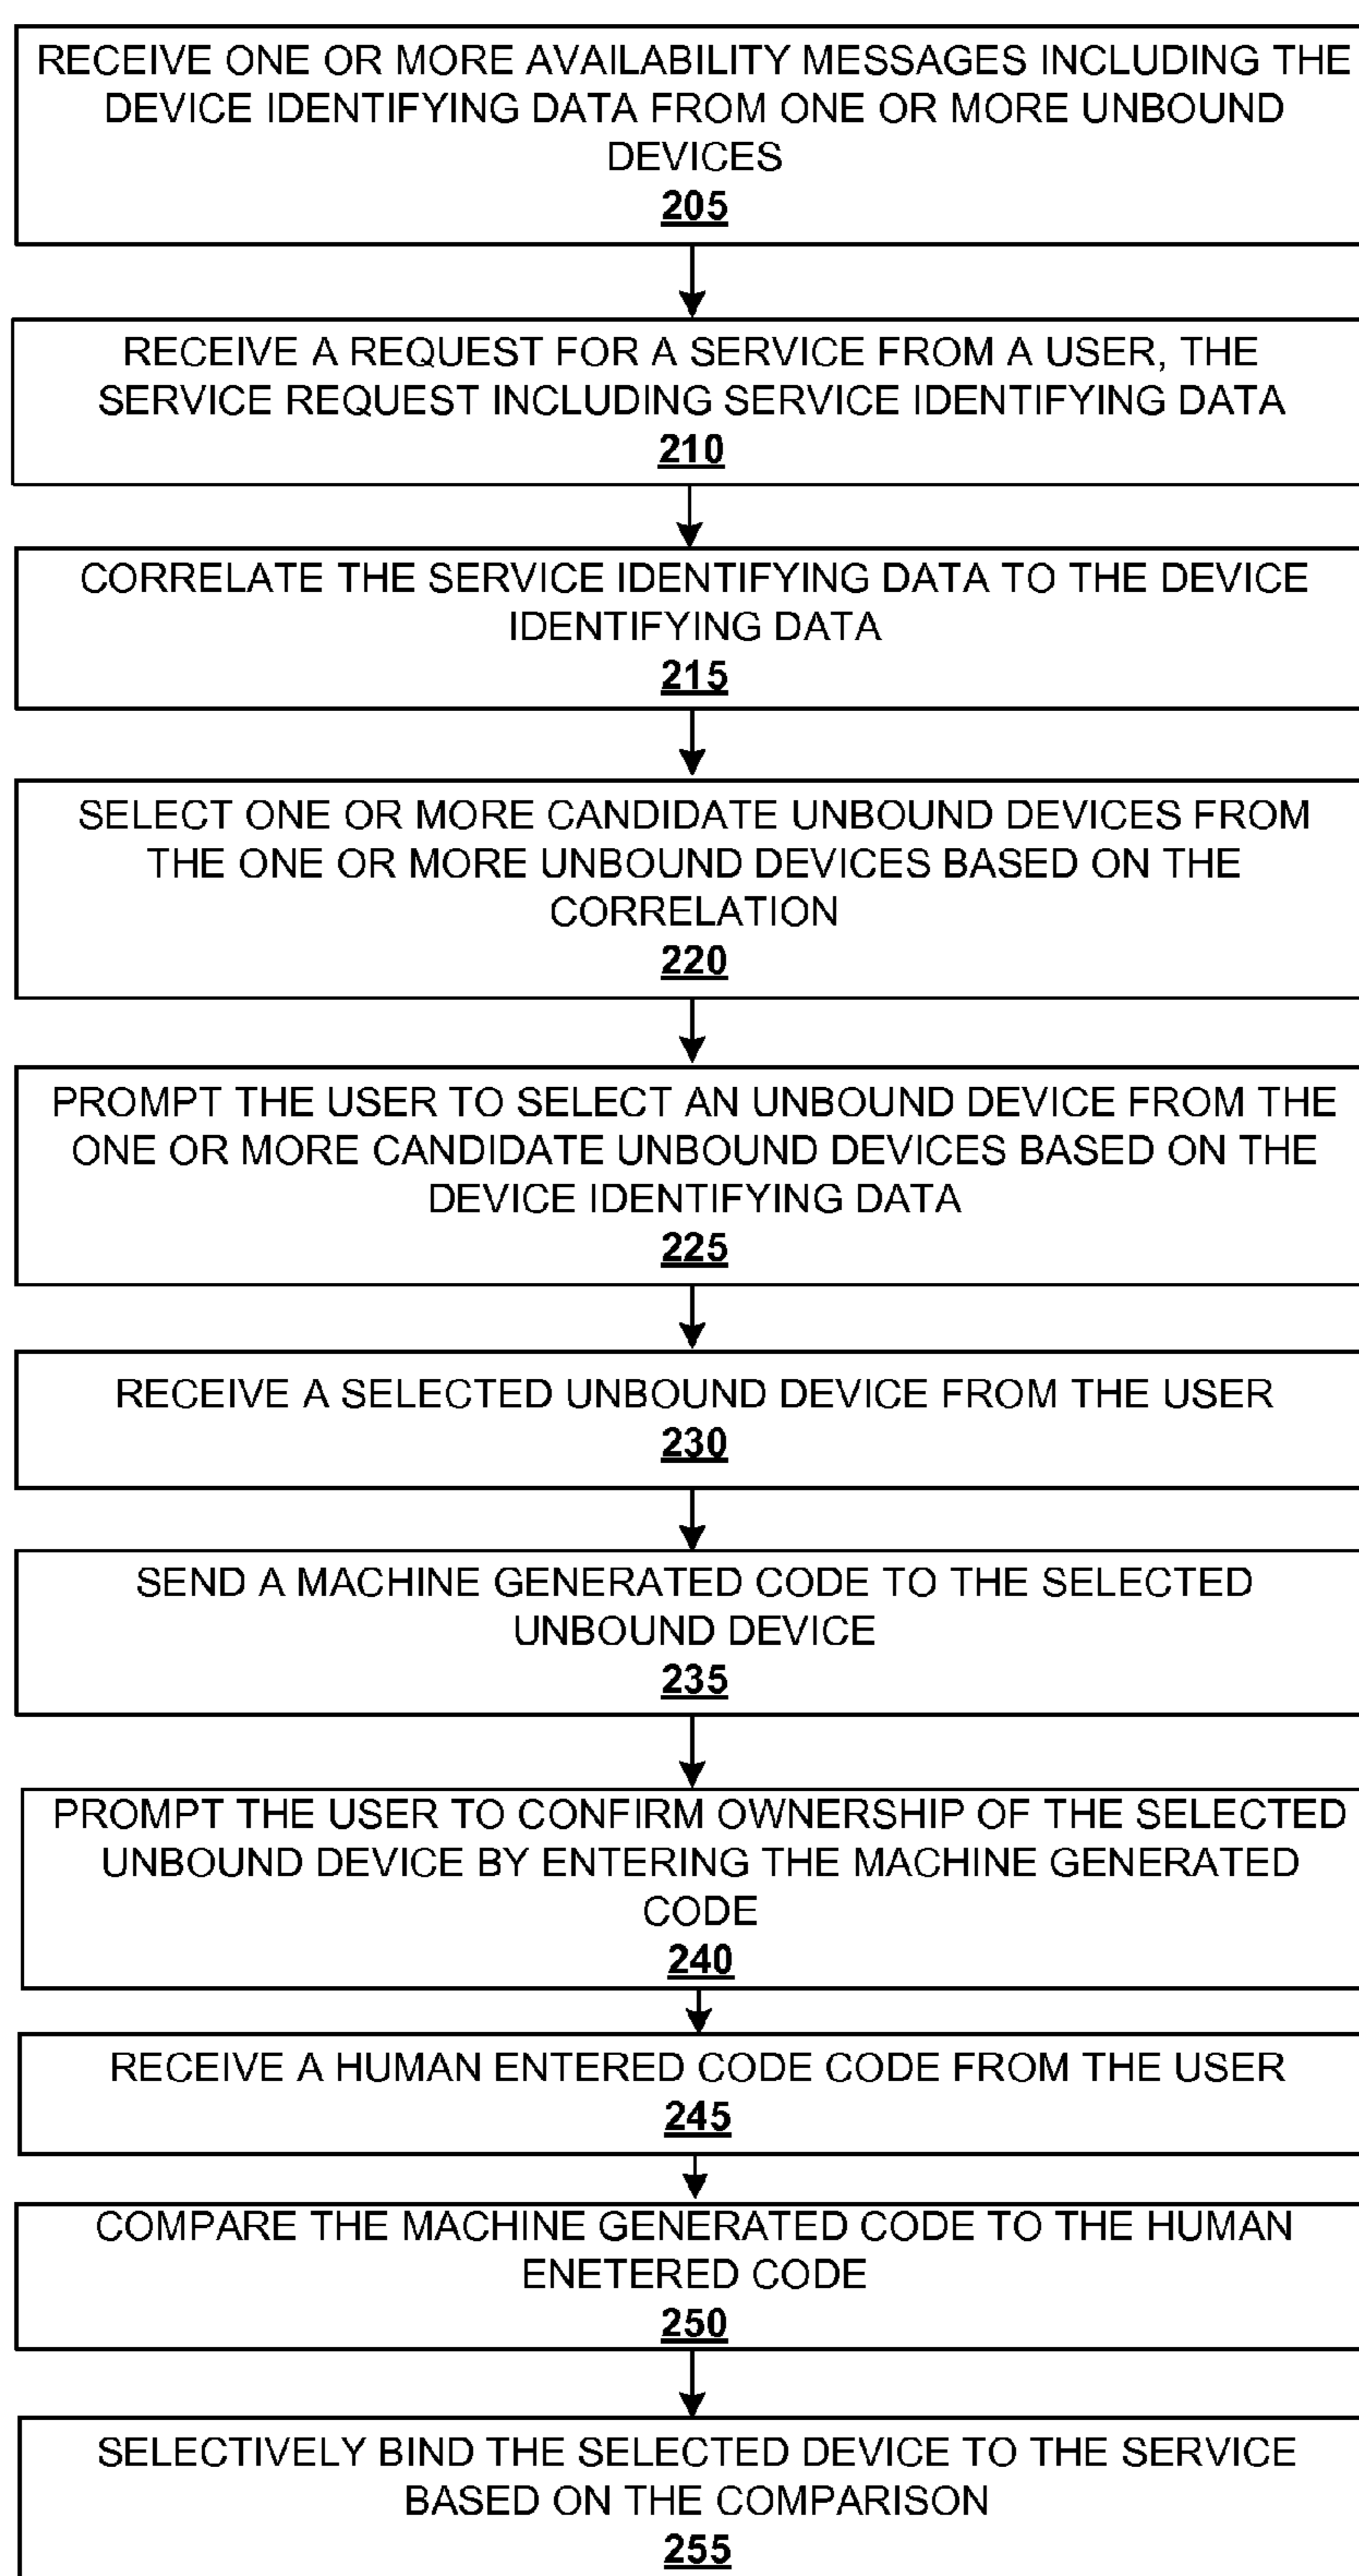 RECEIVE ONE OR MORE AVAILABILITY MESSAGES INCLUDING THE
DEVICE IDENTIFYING DATA FROM ONE OR MORE UNBOUND
DEVICES
205
RECEIVE A REQUEST FOR A SERVICE FROM A USER, THE
SERVICE REQUEST INCLUDING SERVICE IDENTIFYING DATA
210
CORRELATE THE SERVICE IDENTIFYING DATA TO THE DEVICE
IDENTIFYING DATA
215
SELECT ONE OR MORE CANDIDATE UNBOUND DEVICES FROM
THE ONE OR MORE UNBOUND DEVICES BASED ON THE
CORRELATION
220
PROMPT THE USER TO SELECT AN UNBOUND DEVICE FROM THE
ONE OR MORE CANDIDATE UNBOUND DEVICES BASED ON THE
DEVICE IDENTIFYING DATA
225
RECEIVE A SELECTED UNBOUND DEVICE FROM THE USER
230
SEND A MACHINE GENERATED CODE TO THE SELECTED
UNBOUND DEVICE
235
PROMPT THE USER TO CONFIRM OWNERSHIP OF THE SELECTED
UNBOUND DEVICE BY ENTERING THE MACHINE GENERATED
CODE
240
RECEIVE A HUMAN ENTERED CODE CODE FROM THE USER
245
COMPARE THE MACHINE GENERATED CODE TO THE HUMAN
ENETERED CODE
250
SELECTIVELY BIND THE SELECTED DEVICE TO THE SERVICE
BASED ON THE COMPARISON
255